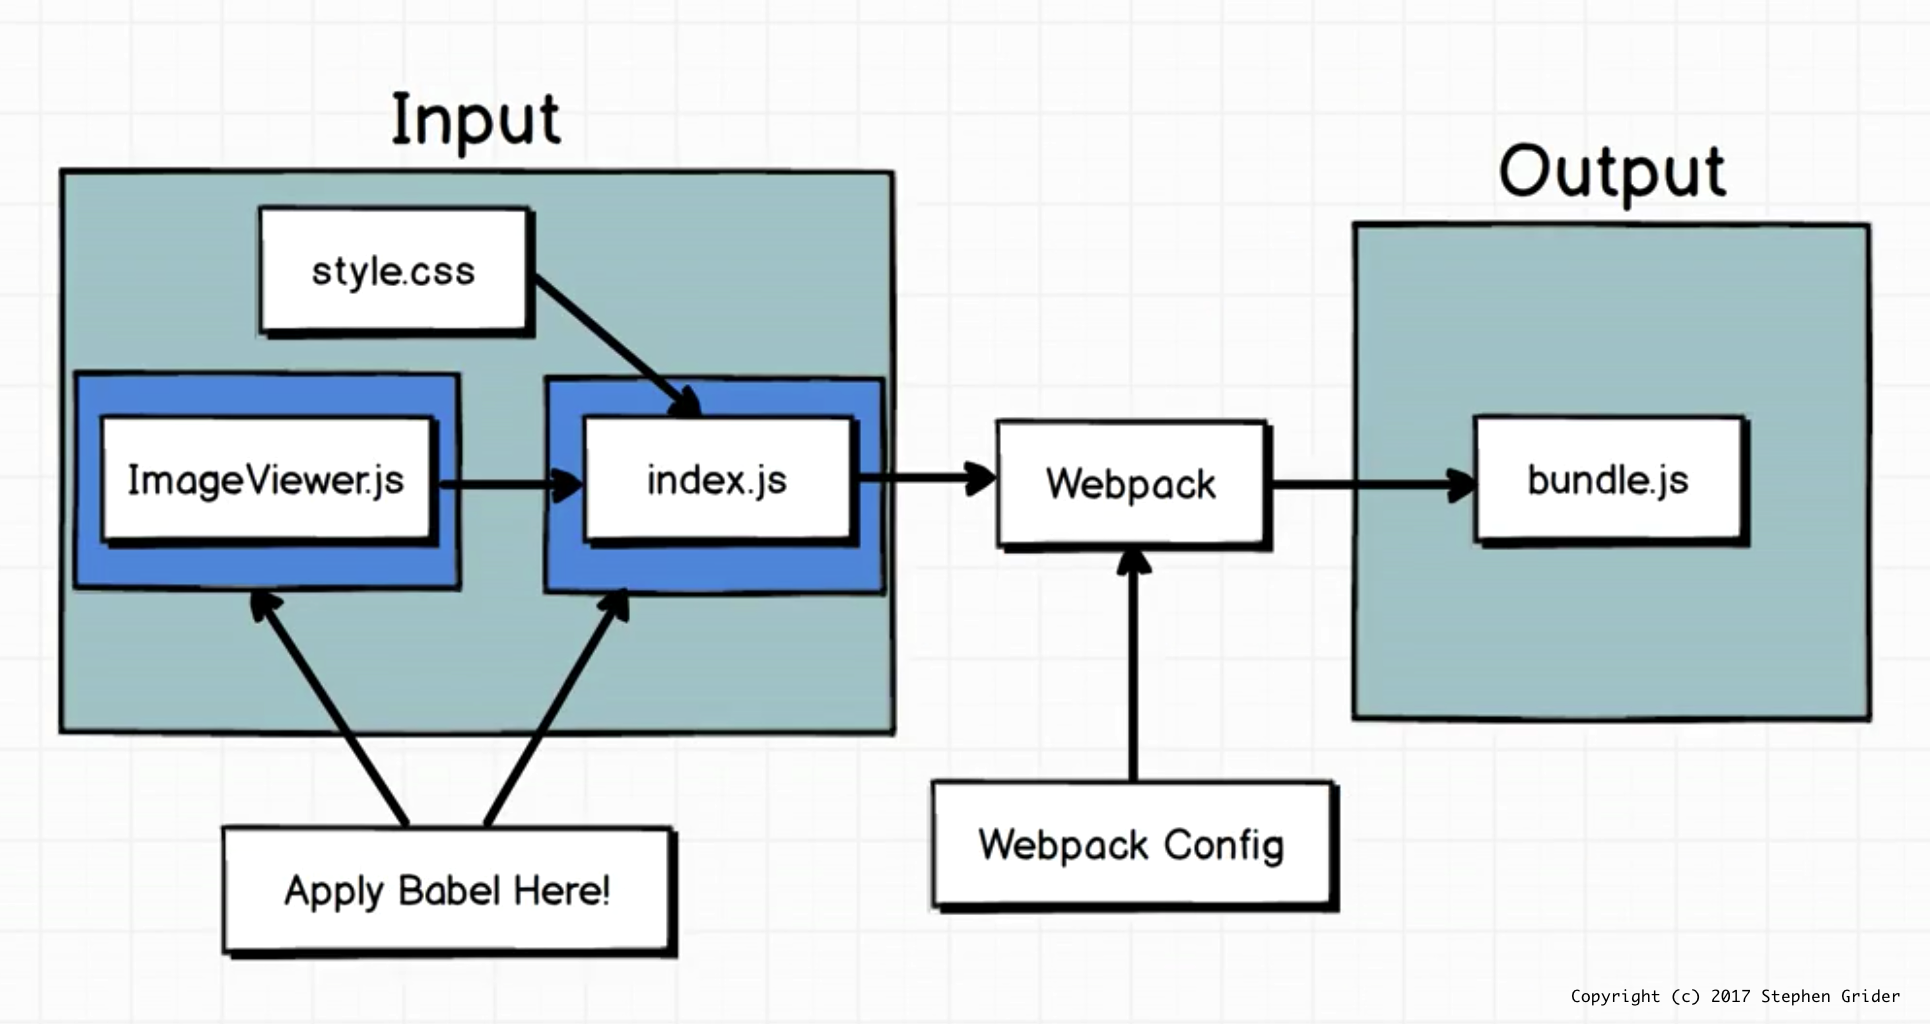 Input
Output
style.css
ImageViewer.js
index.js
Webpack
bundle.js
Apply Babel Here!
Webpack Config
Copyright (c) 2017 Stephen Grider